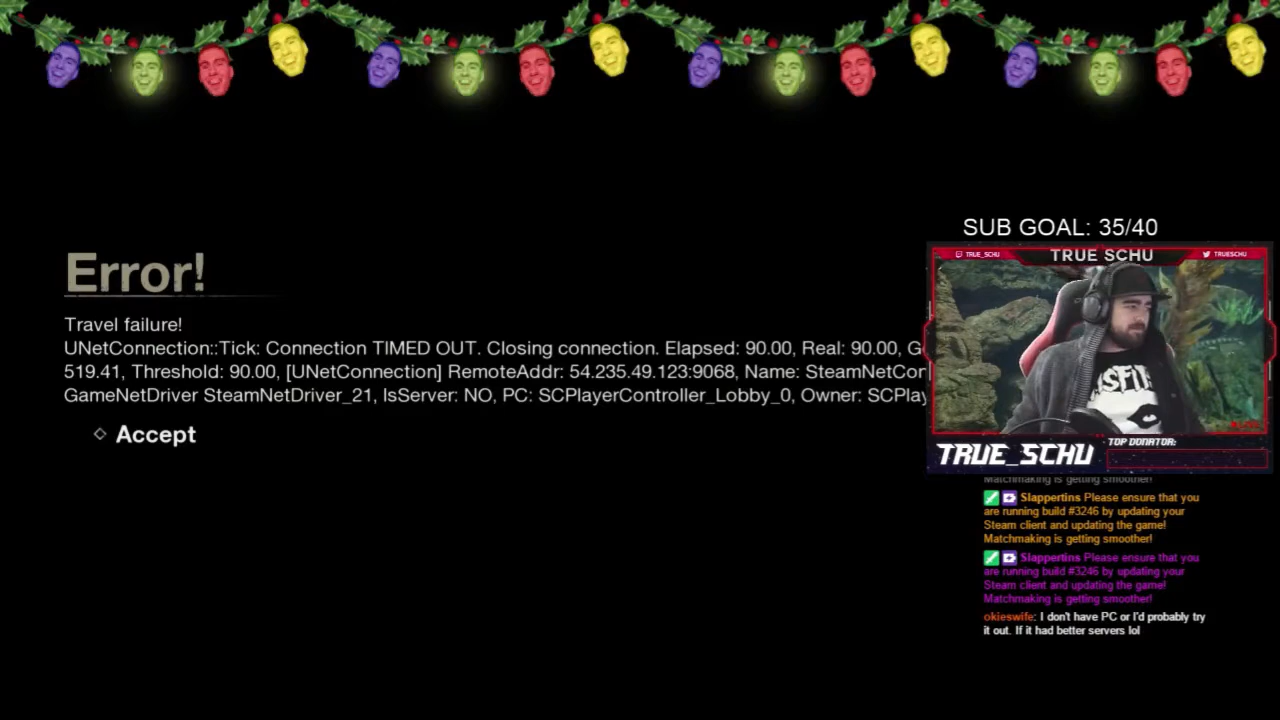 SUB GOAL: 35/40
TRUE_SCHU
TRUE SCHU
TRUESCHU
Error!
Travel failure!
UNetConnection::Tick: Connection TIMED OUT. Closing connection. Elapsed: 90.00, Real: 90.00, G
519.41, Threshold: 90.00, [UNetConnection] RemoteAddr: 54.235.49.123:9068, Name: SteamNetCon
GameNetDriver SteamNetDriver_21, IsServer: NO, PC: SCPlayerController_Lobby_0, Owner: SCPlay
Accept
TRUE_SCHU
TOP DONATOR:
Matchmaking is getting smoother!
Slappertins Please ensure that you
are running build #3246 by updating your
Steam client and updating the game!
Matchmaking is getting smoother!
Slappertins Please ensure that you
are running build #3246 by updating your
Steam client and updating the game!
Matchmaking is getting smoother!
okieswife: I don't have PC or I'd probably try
it out. If it had better servers lol